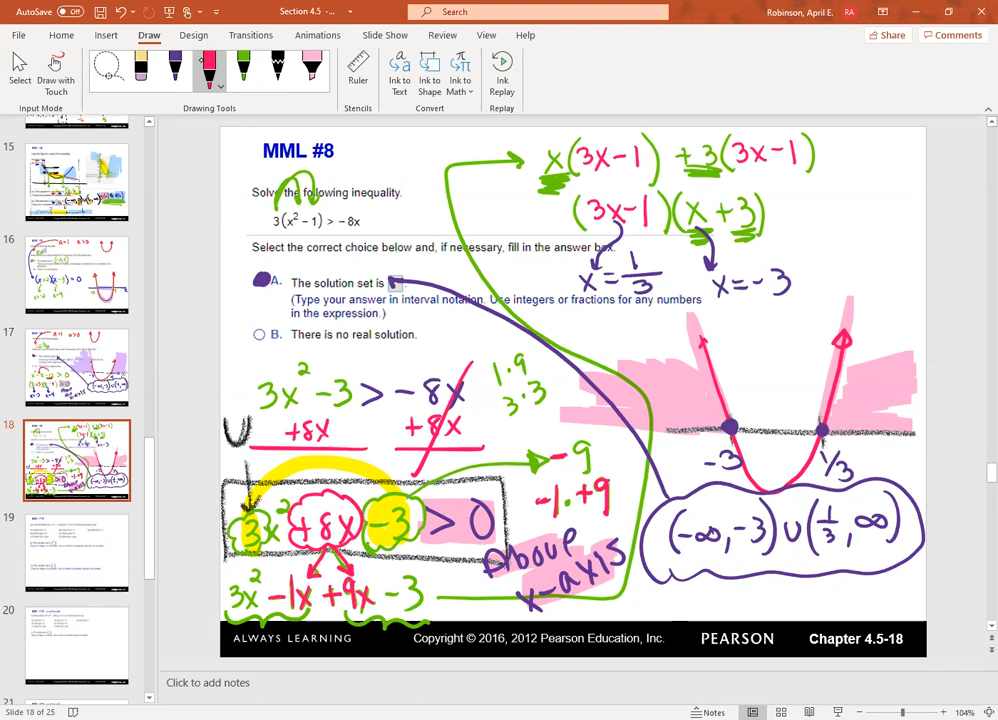 AutoSave Off
Section 4.5 -...
Search
Robinson, April E. RA
File Home Insert Draw Design Transitions Animations Slide Show Review View Help
Share Comments
Select
Draw with Touch
Ruler
Ink to Text
Ink to Shape
Ink to Math
Ink Replay
Input Mode
Drawing Tools
Stencils
Convert
Replay
15
16
17
18
19
20
21
MML #8
Solve the following inequality.
3(x² − 1) > −8x
Select the correct choice below and, if necessary, fill in the answer box.
A. The solution set is
(Type your answer in interval notation. Use integers or fractions for any numbers
in the expression.)
B. There is no real solution.
x(3x−1) +3(3x−1)
(3x−1)(x+3)
x = 1/3 x = −3
3x² −3 > −8x
+8x +8x
1·9
3·3
U
−9
−1·+9
3x² +8x −3 > 0
3x² −1x +9x −3
Above
x-axis
−3 1/3
(−∞, −3) ∪ (1/3, ∞)
ALWAYS LEARNING
Copyright © 2016, 2012 Pearson Education, Inc.
PEARSON
Chapter 4.5-18
Click to add notes
Slide 18 of 25
Notes
104%